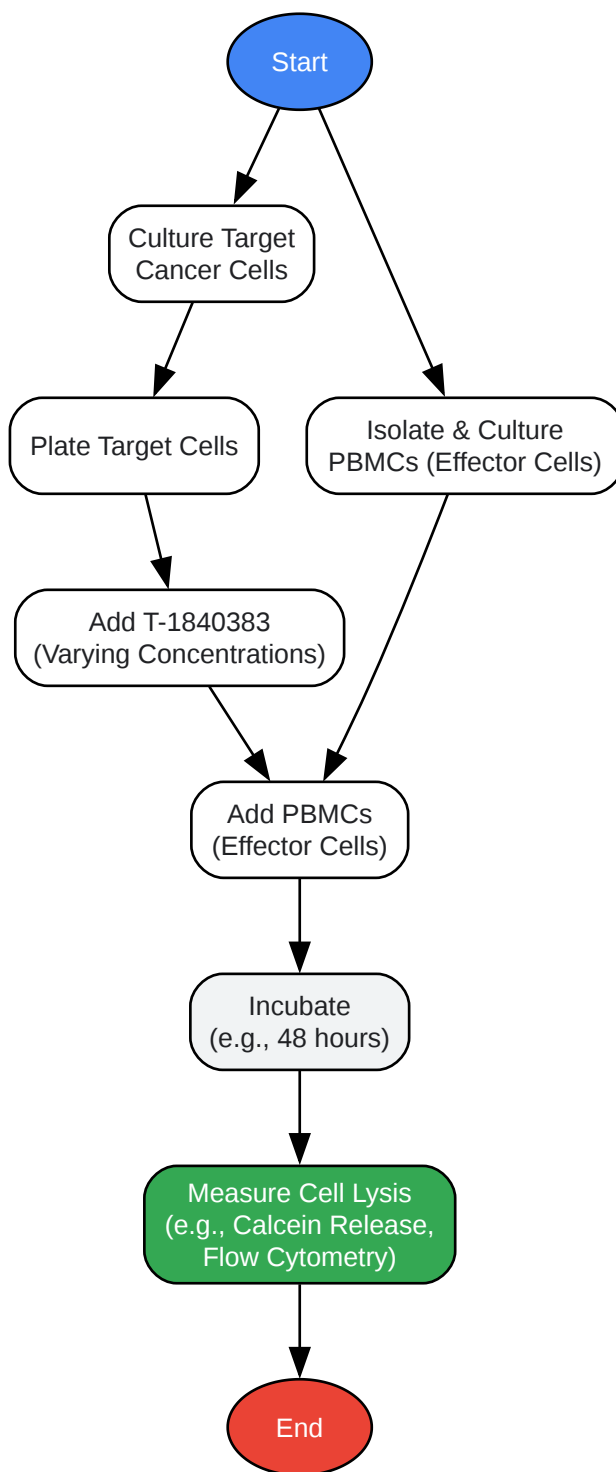 Start
Culture Target
Cancer Cells
Plate Target Cells
Isolate & Culture
PBMCs (Effector Cells)
Add T-1840383
(Varying Concentrations)
Add PBMCs
(Effector Cells)
Incubate
(e.g., 48 hours)
Measure Cell Lysis
(e.g., Calcein Release,
Flow Cytometry)
End